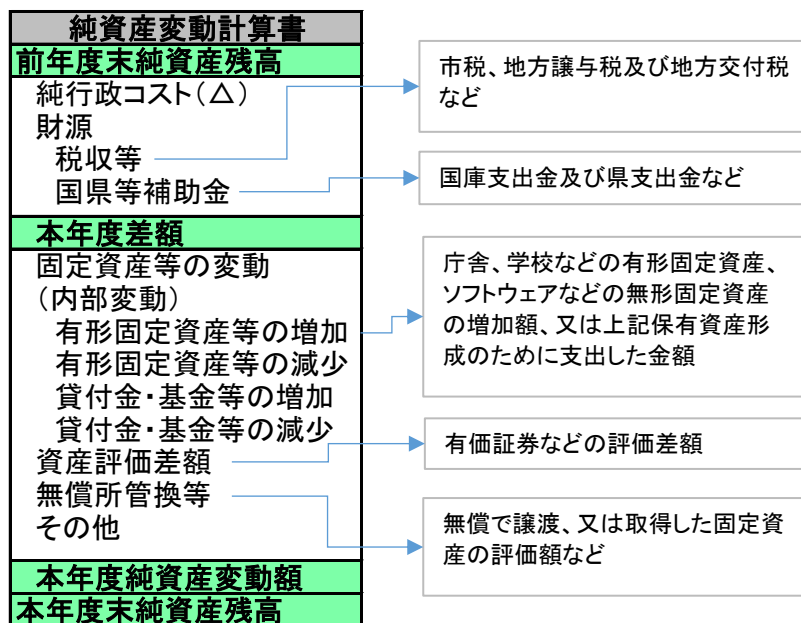 純資産変動計算書
前年度末純資産残高
純行政コスト(△)
財源
税収等
国県等補助金
本年度差額
固定資産等の変動
(内部変動)
有形固定資産等の増加
有形固定資産等の減少
貸付金・基金等の増加
貸付金・基金等の減少
資産評価差額
無償所管換等
その他
本年度純資産変動額
本年度末純資産残高
市税、地方譲与税及び地方交付税
など
国庫支出金及び県支出金など
庁舎、学校などの有形固定資産、
ソフトウェアなどの無形固定資産
の増加額、又は上記保有資産形
成のために支出した金額
有価証券などの評価差額
無償で譲渡、又は取得した固定資
産の評価額など